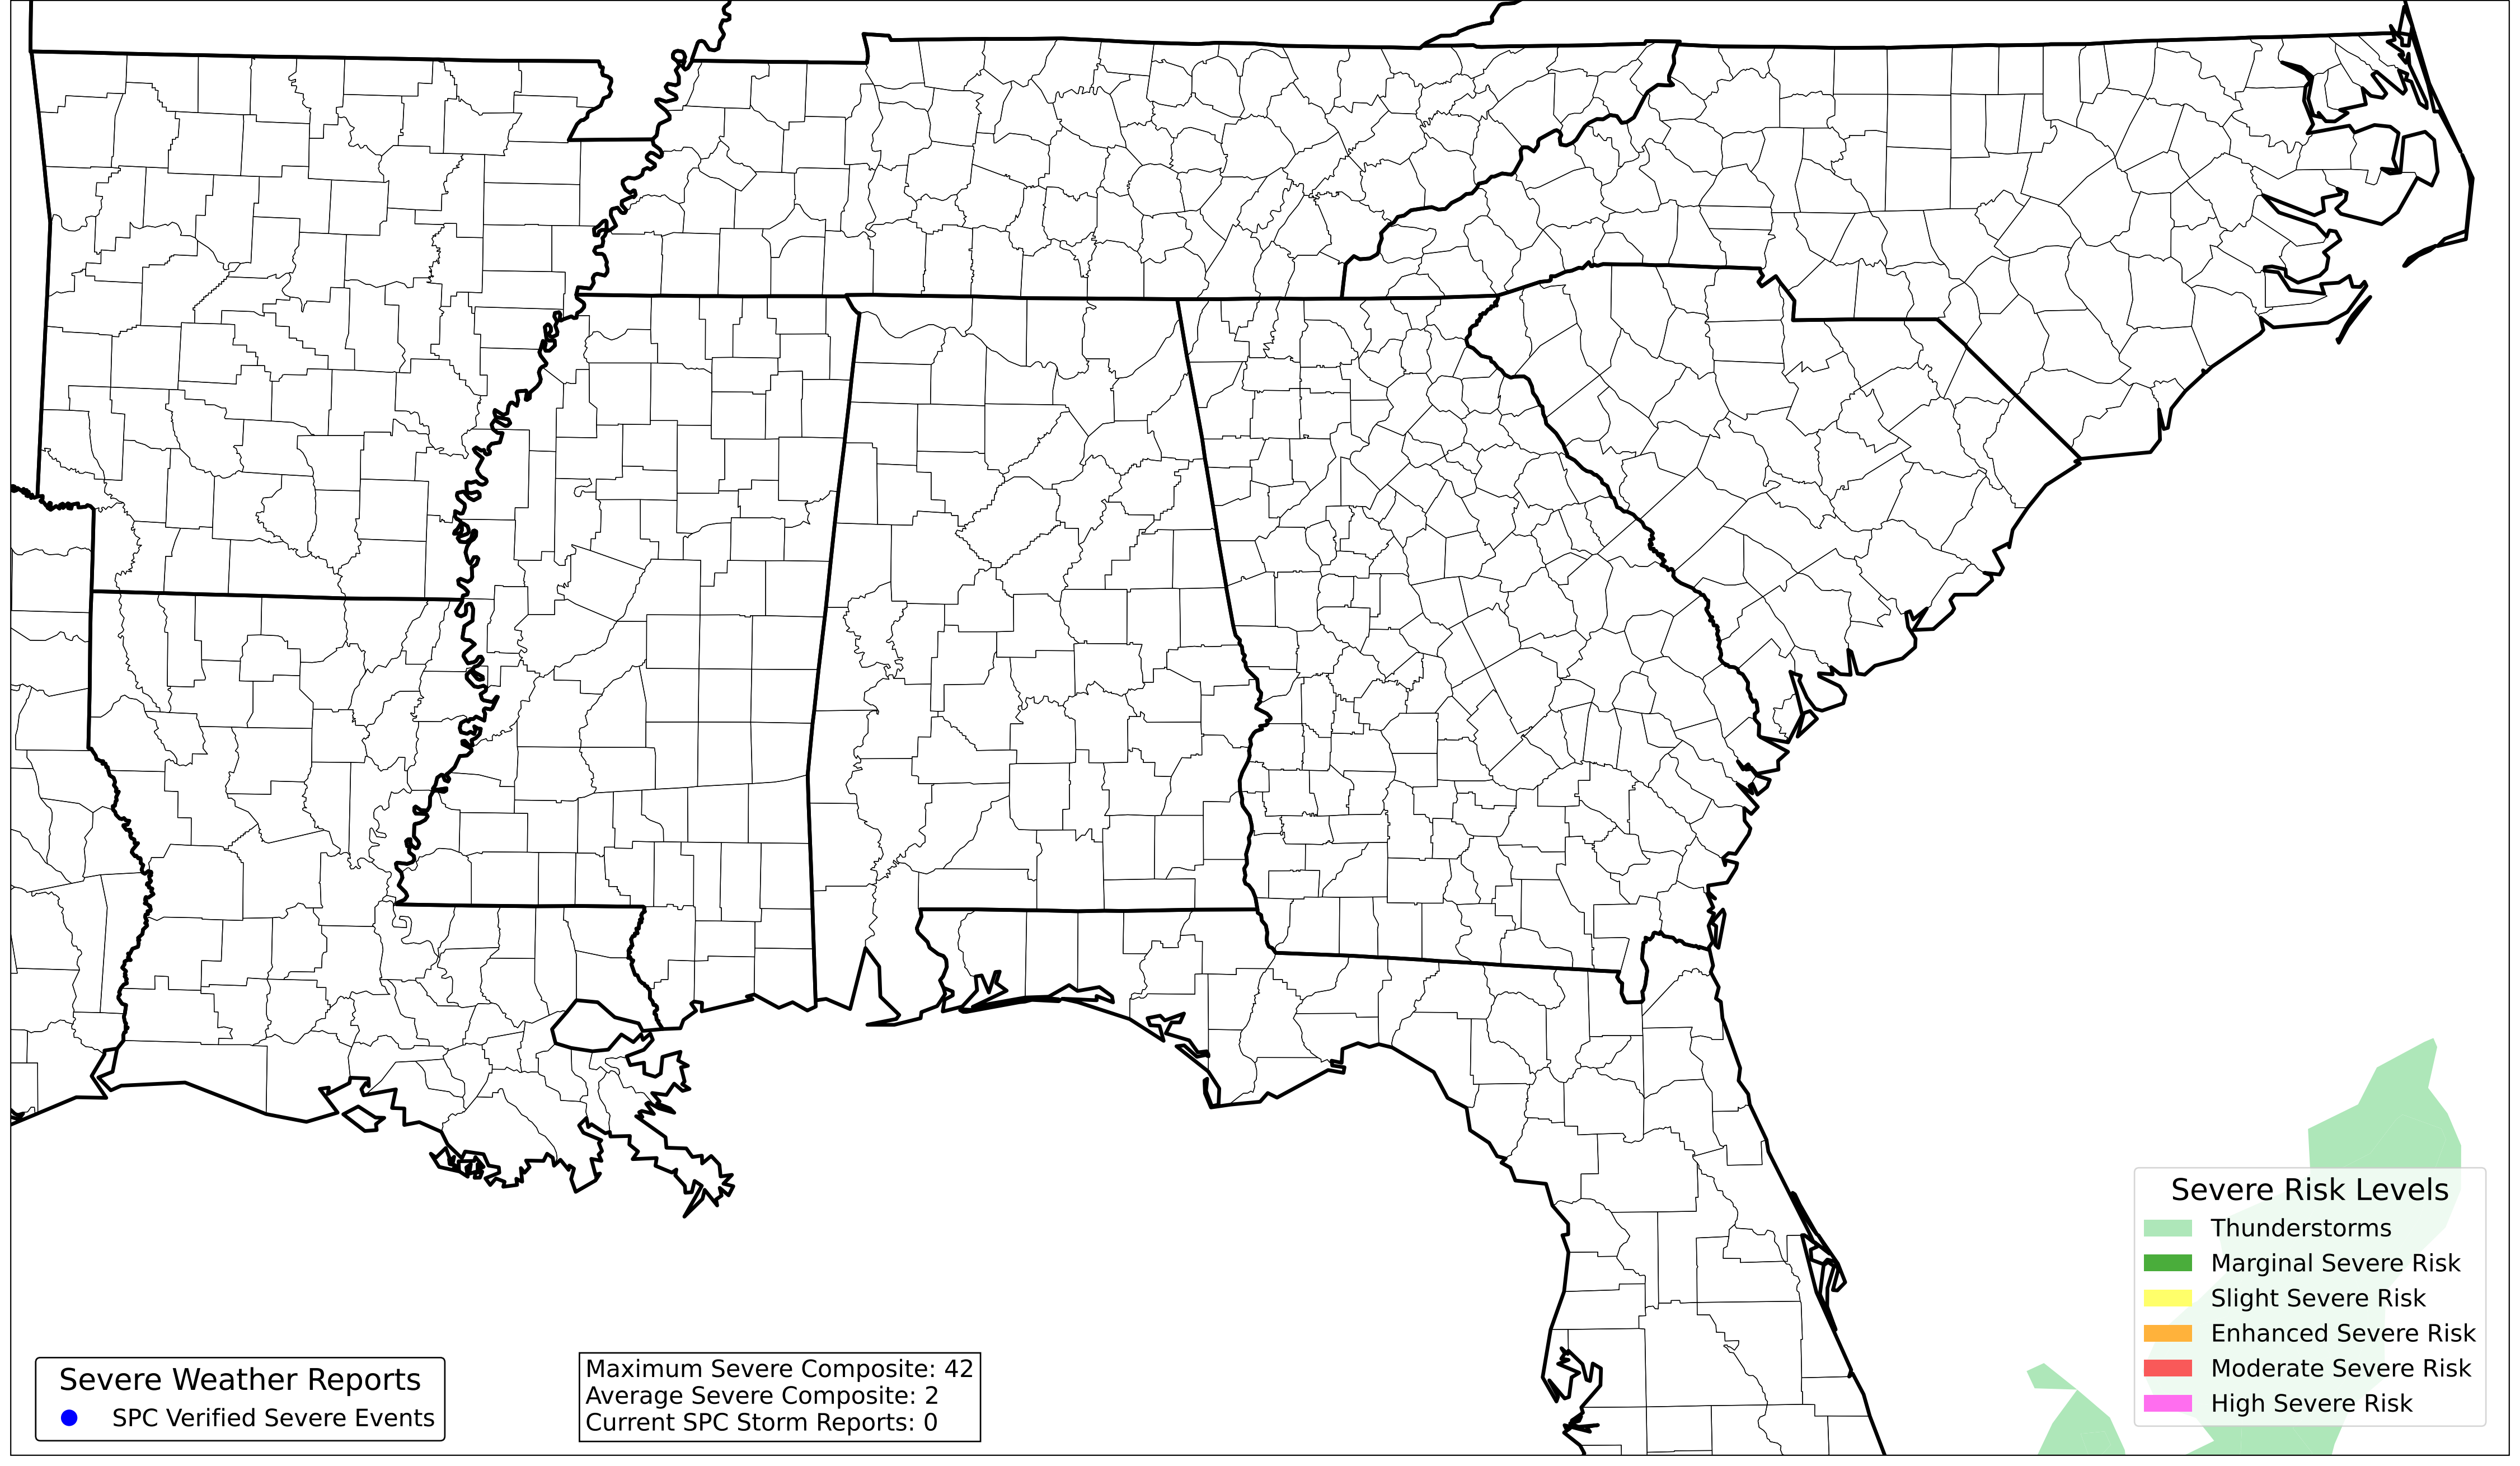 Severe Risk Levels
Thunderstorms
Marginal Severe Risk
Slight Severe Risk
Enhanced Severe Risk
Moderate Severe Risk
High Severe Risk
Severe Weather Reports
SPC Verified Severe Events
Maximum Severe Composite: 42
Average Severe Composite: 2
Current SPC Storm Reports: 0